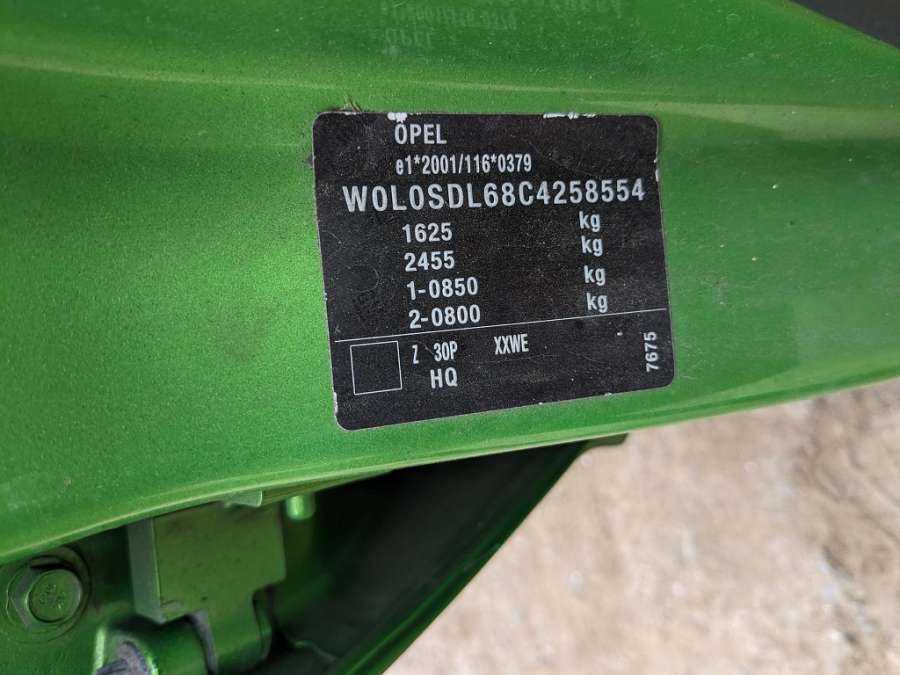 OPEL
e1*2001/116*0379
W0L0SDL68C4258554
1625 kg
2455 kg
1-0850 kg
2-0800 kg
Z 30P XXWE
HQ
7675